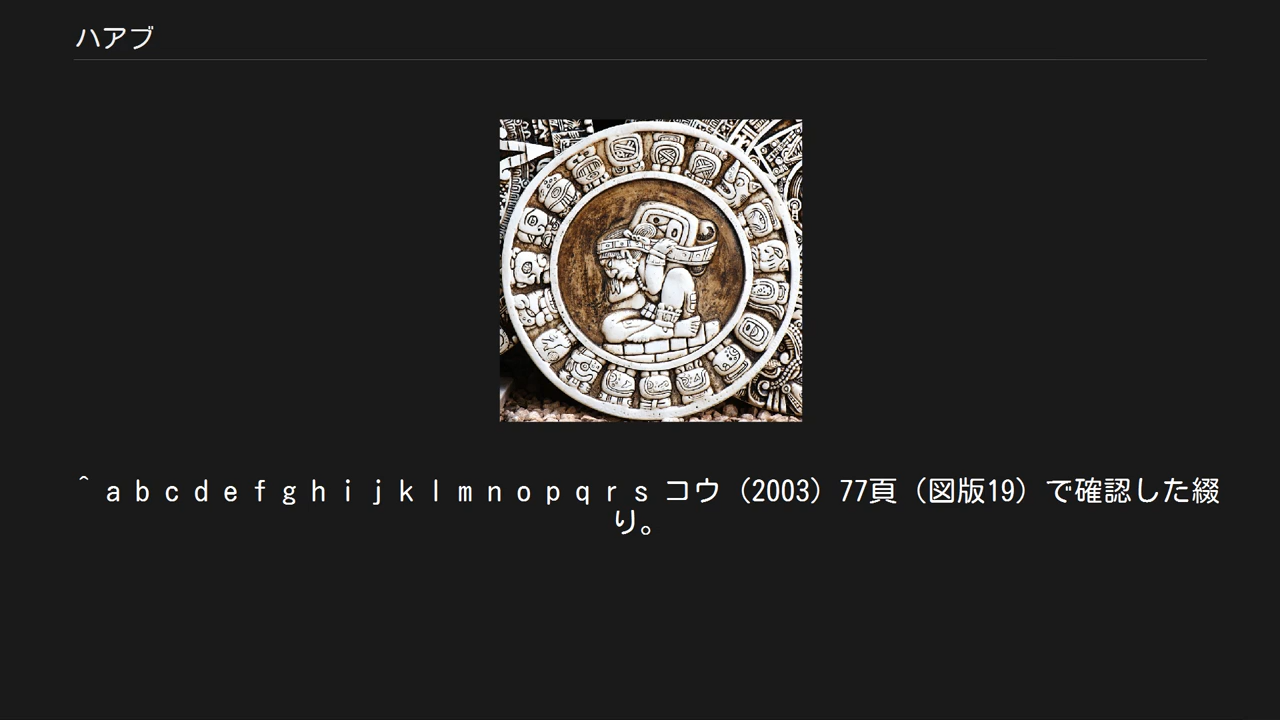 ハアブ
^ a b c d e f g h i j k l m n o p q r s コウ（2003）77頁（図版19）で確認した綴
り。